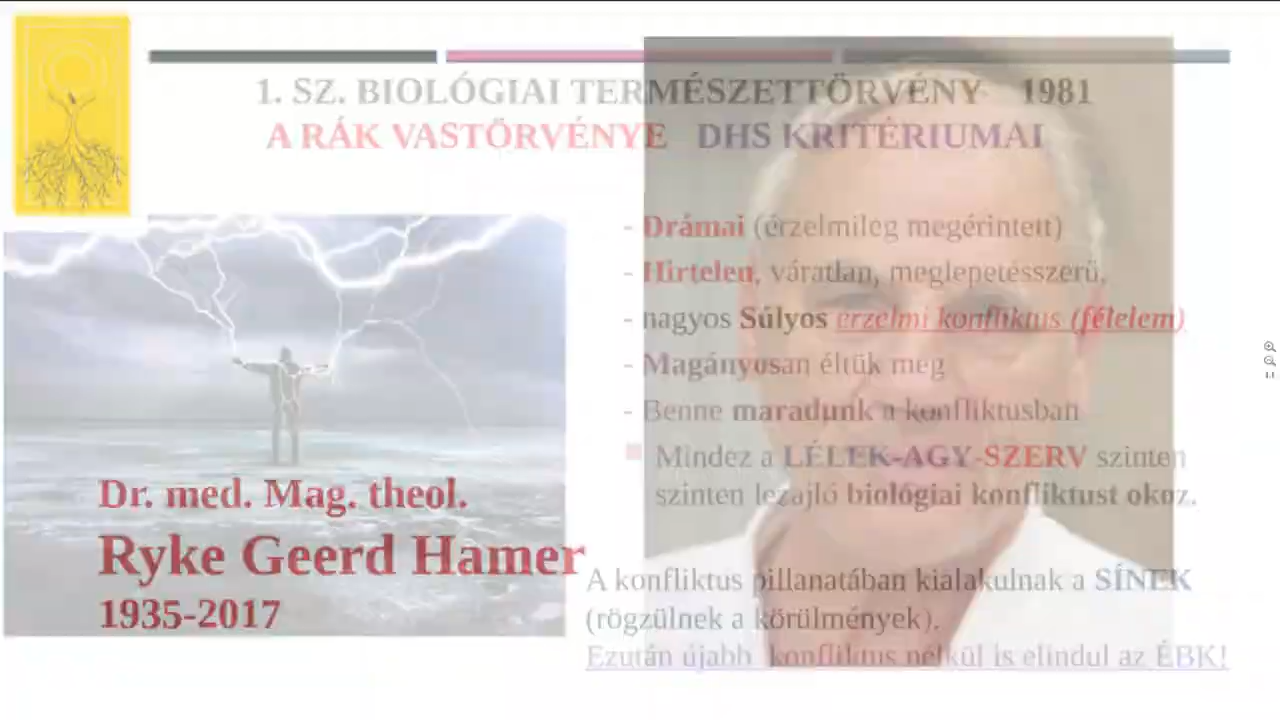 1. SZ. BIOLÓGIAI TERMÉSZETTÖRVÉNY 1981
A RÁK VASTÖRVÉNYE DHS KRITÉRIUMAI
- Drámai (érzelmileg megérintett)
- Hirtelen, váratlan, meglepetésszerű,
- nagyos Súlyos érzelmi konfliktus (félelem)
- Magányosan éltük meg
- Benne maradunk a konfliktusban
Mindez a LÉLEK-AGY-SZERV szinten
szinten lezajló biológiai konfliktust okoz.
Dr. med. Mag. theol.
Ryke Geerd Hamer
1935-2017
A konfliktus pillanatában kialakulnak a SÍNEK
(rögzülnek a körülmények).
Ezután újabb konfliktus nélkül is elindul az ÉBK!